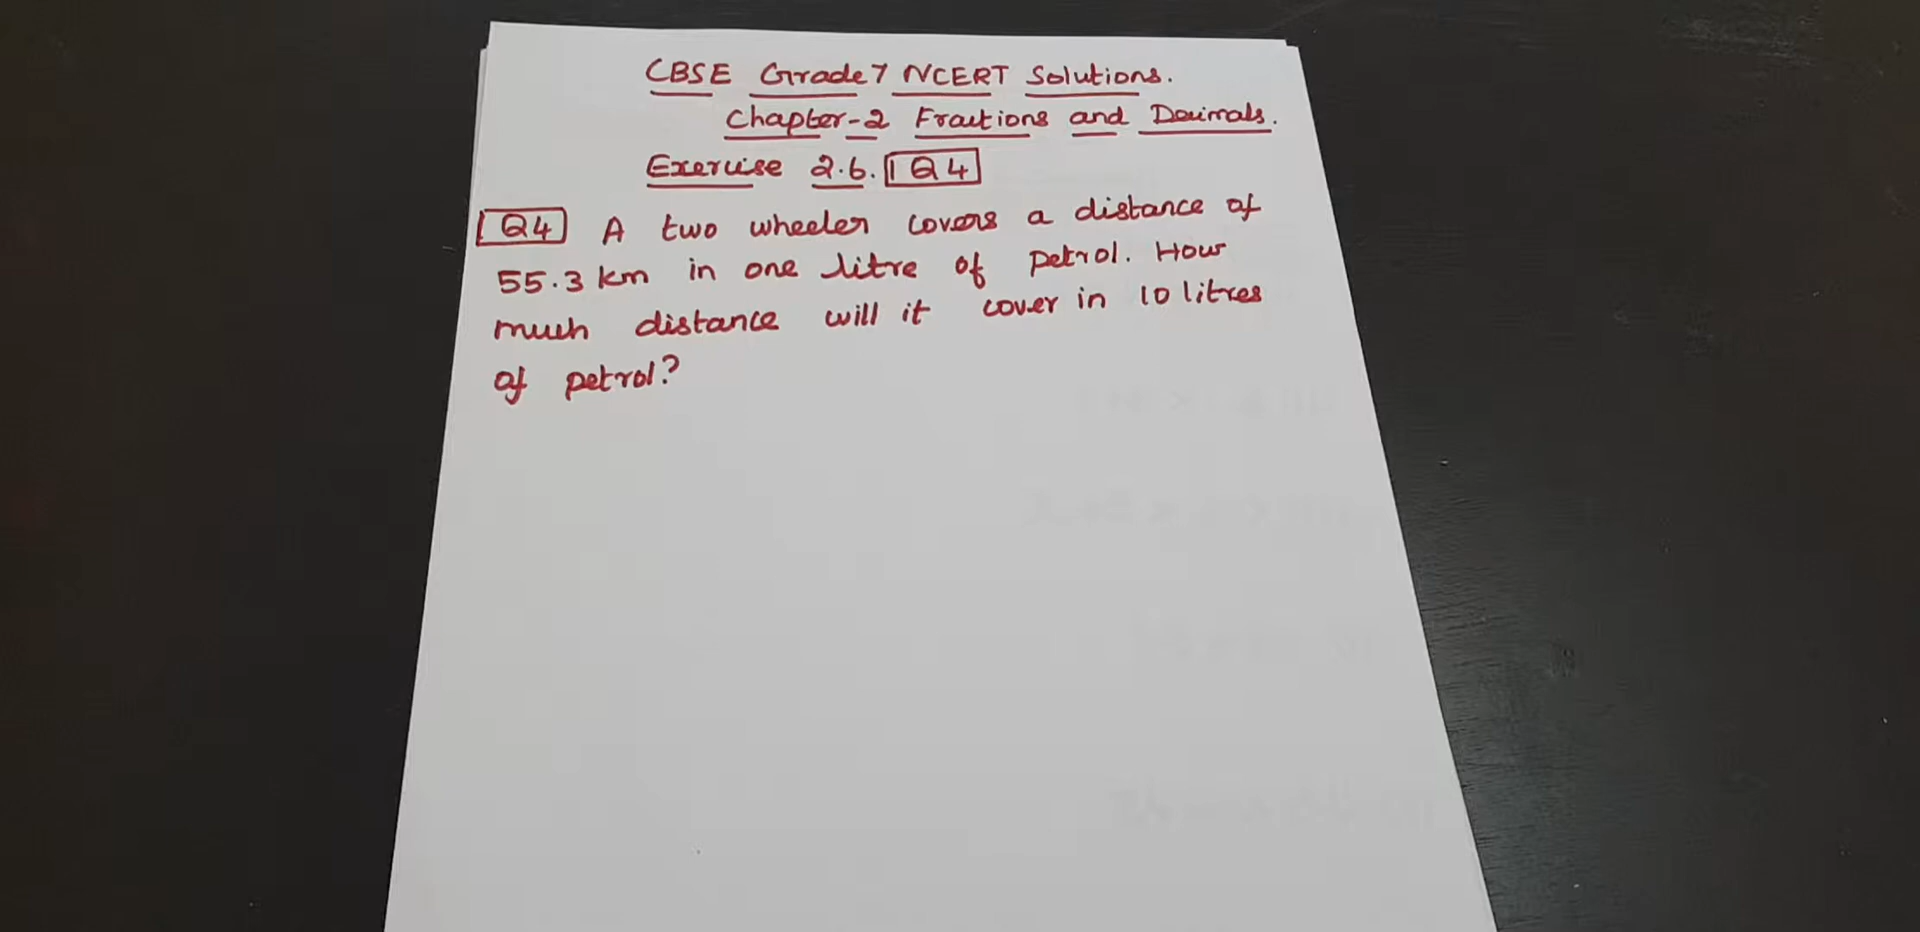 CBSE Grade 7 NCERT Solutions.
Chapter-2 Fractions and Decimals.
Exercise 2.6. Q4
Q4 A two wheeler covers a distance of
55.3 km in one litre of petrol. How
much distance will it cover in 10 litres
of petrol?